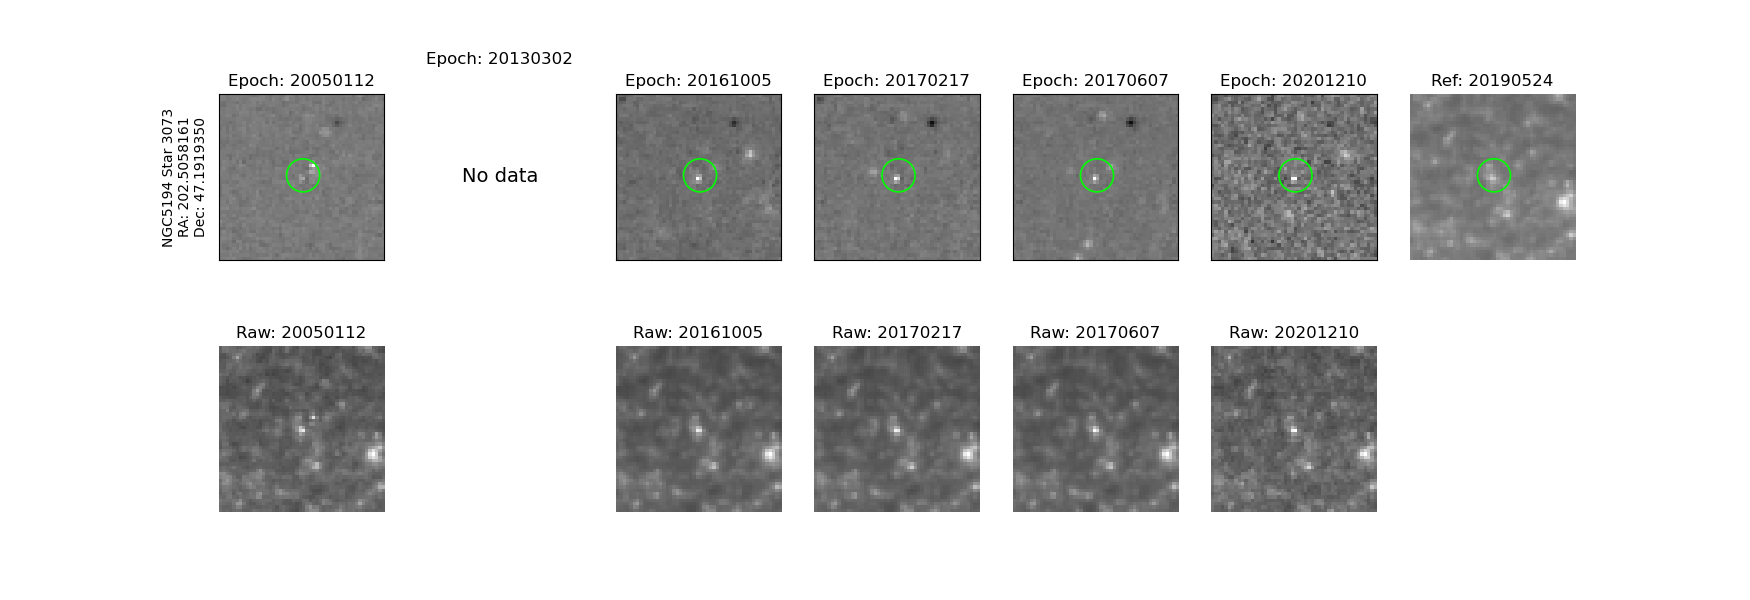 NGC5194 Star 3073
RA: 202.5058161
Dec: 47.1919350
Epoch: 20050112
Epoch: 20130302
Epoch: 20161005
Epoch: 20170217
Epoch: 20170607
Epoch: 20201210
Ref: 20190524
No data
Raw: 20050112
Raw: 20161005
Raw: 20170217
Raw: 20170607
Raw: 20201210